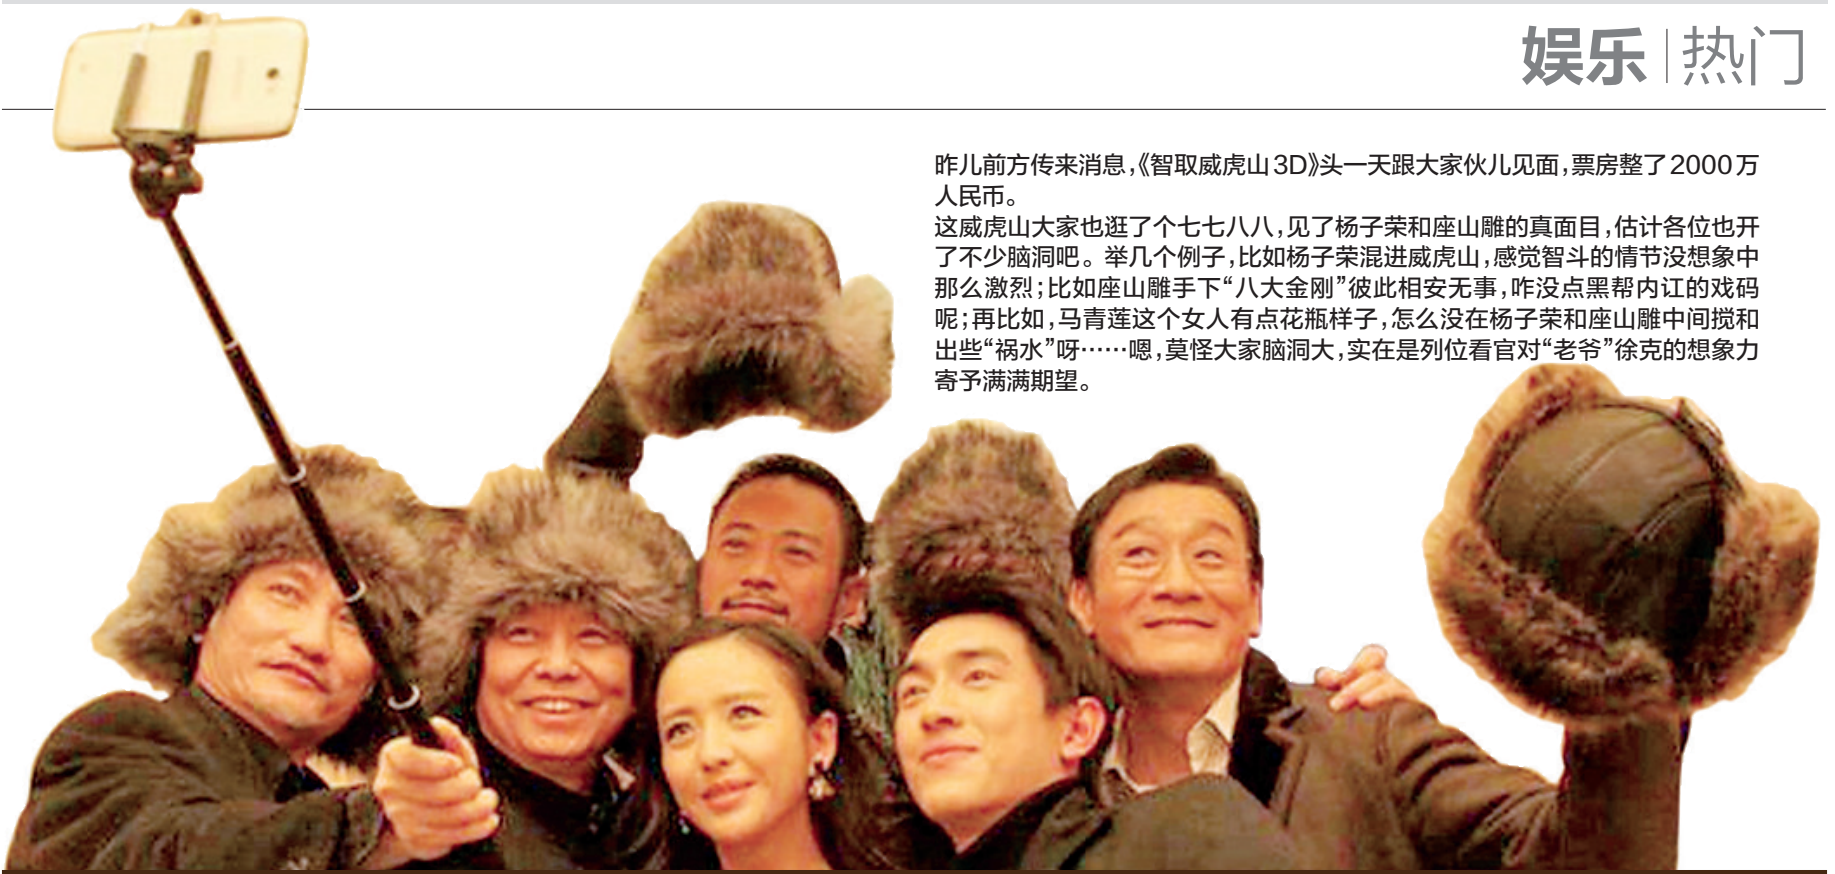 娱乐|热门
昨儿前方传来消息，《智取威虎山3D》头一天跟大家伙儿见面，票房整了2000万
人民币。
这威虎山大家也逛了个七七八八，见了杨子荣和座山雕的真面目，估计各位也开
了不少脑洞吧。举几个例子，比如杨子荣混进威虎山，感觉智斗的情节没想象中
那么激烈；比如座山雕手下“八大金刚”彼此相安无事，咋没点黑帮内讧的戏码
呢；再比如，马青莲这个女人有点花瓶样子，怎么没在杨子荣和座山雕中间搅和
出些“祸水”呀……嗯，莫怪大家脑洞大，实在是列位看官对“老爷”徐克的想象力
寄予满满期望。